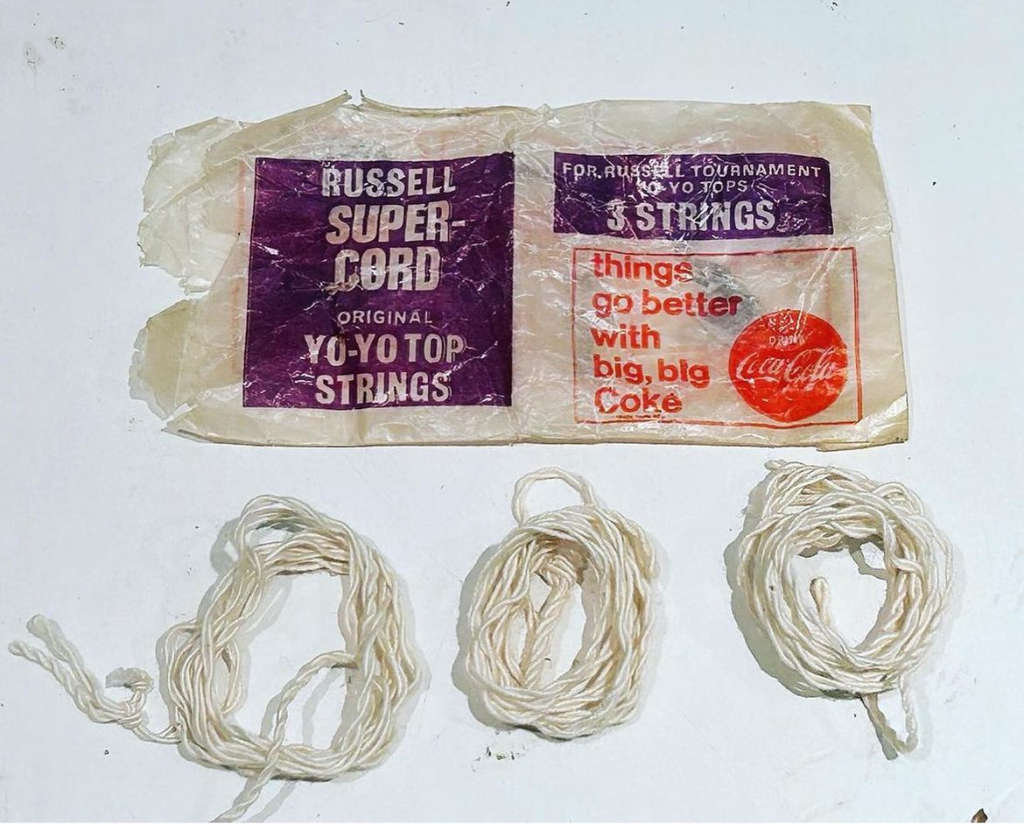 RUSSELL
SUPER-
CORD
ORIGINAL
YO-YO TOP
STRINGS
FOR RUSSELL TOURNAMENT
YO-YO TOPS
3 STRINGS
things
go better
with
big, big
Coke
DRINK
Coca-Cola